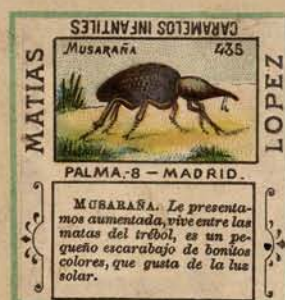 CARAMELOS INFANTILES
MATIAS
LOPEZ
MUSARAÑA 435
PALMA.-8 — MADRID.
MUSARAÑA. Le presenta-
mos aumentada, vive entre las
matas del trébol, es un pe-
queño escarabajo de bonitos
colores, que gusta de la luz
solar.